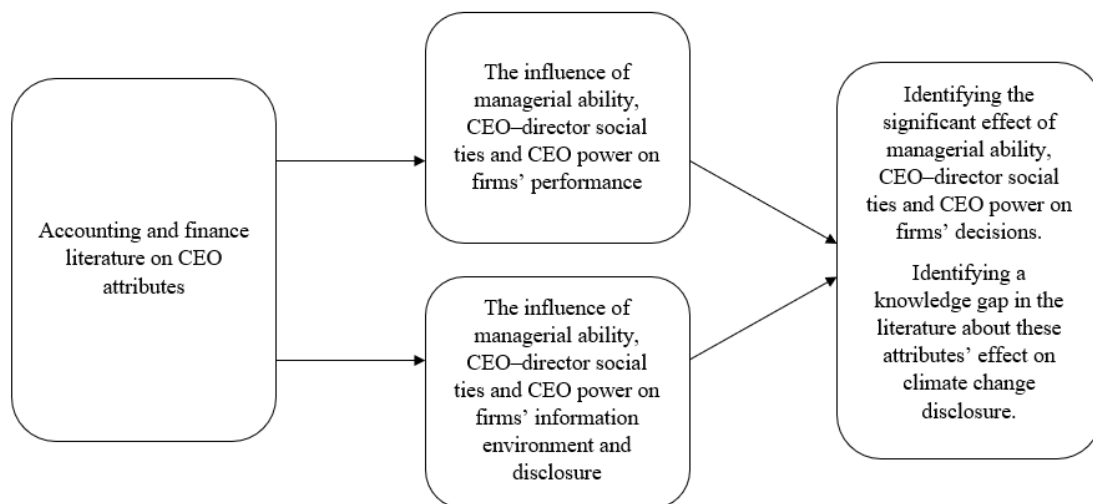 Accounting and finance
literature on CEO
attributes
The influence of
managerial ability,
CEO–director social
ties and CEO power on
firms’ performance
The influence of
managerial ability,
CEO–director social
ties and CEO power on
firms’ information
environment and
disclosure
Identifying the
significant effect of
managerial ability,
CEO–director social
ties and CEO power on
firms’ decisions.
Identifying a
knowledge gap in the
literature about these
attributes’ effect on
climate change
disclosure.